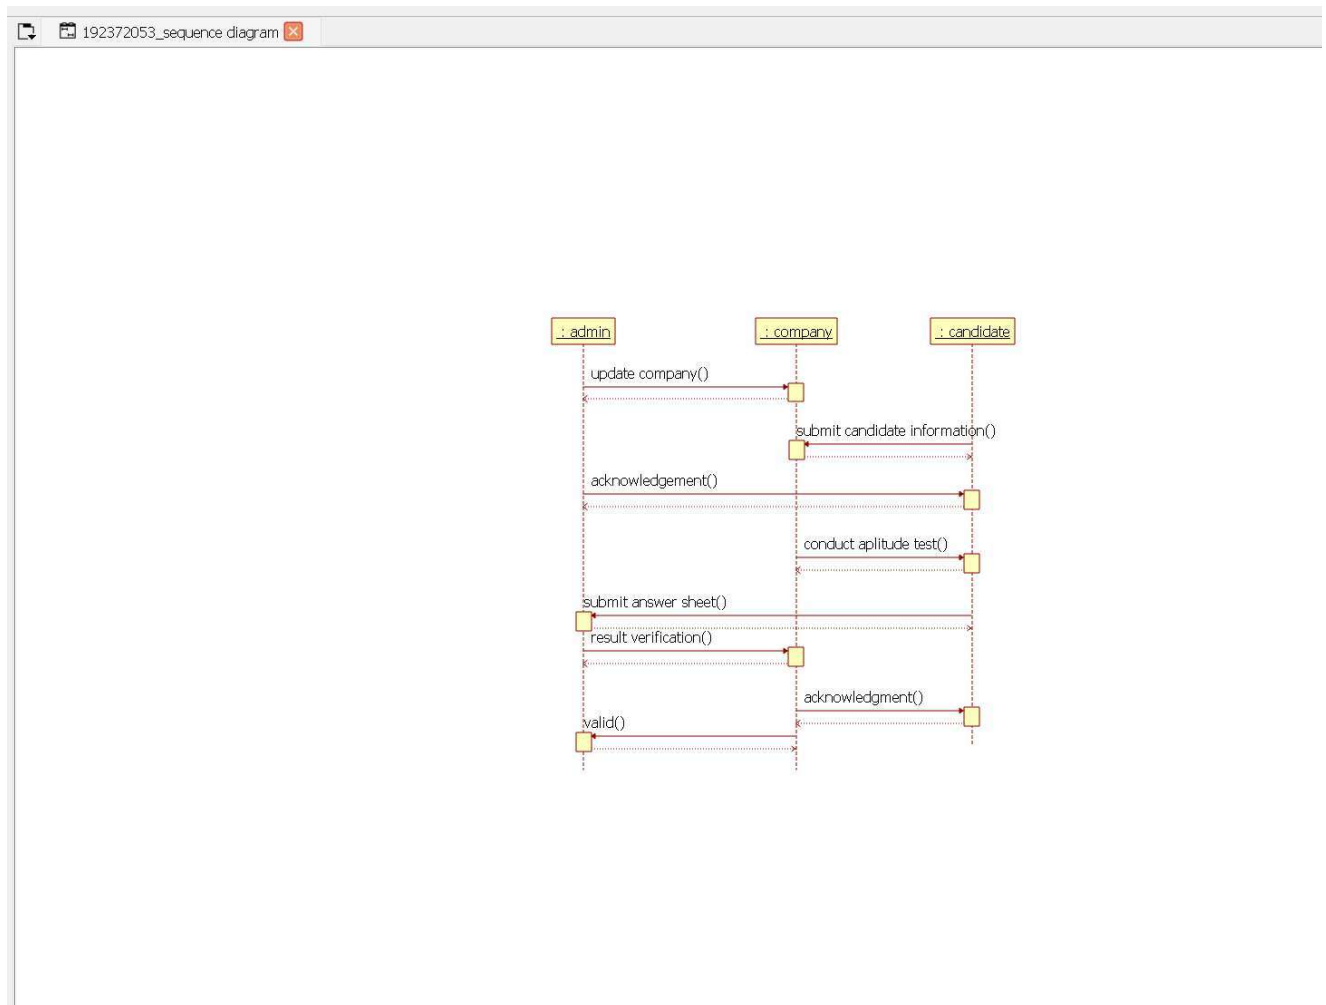 192372053_sequence diagram
: admin
: company
: candidate
update company()
submit candidate information()
acknowledgement()
conduct aplitude test()
submit answer sheet()
result verification()
acknowledgment()
valid()